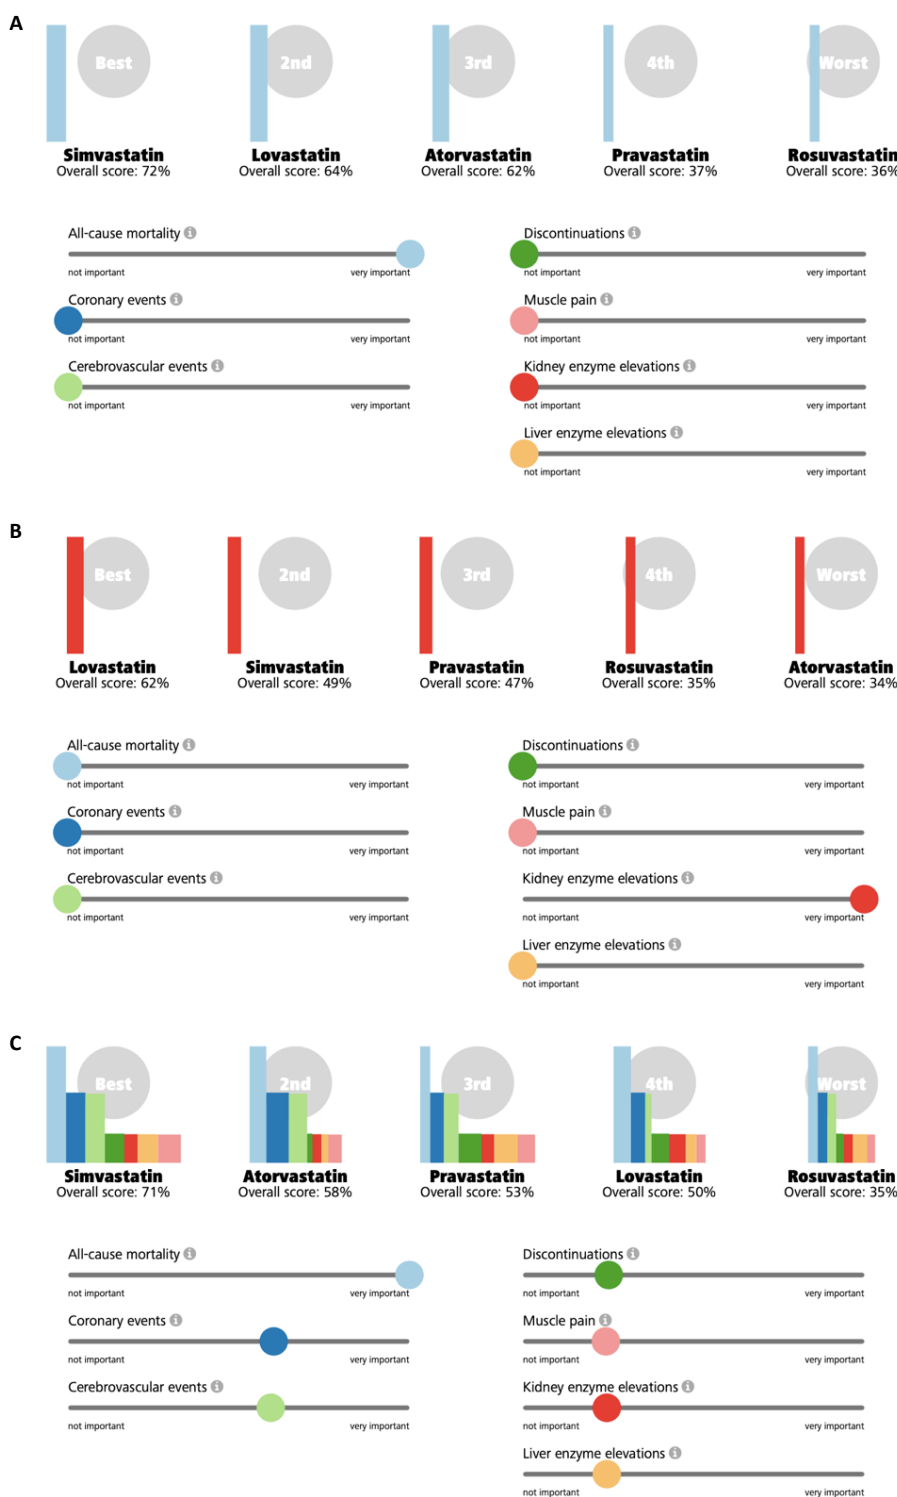 A
Best 2nd 3rd 4th Worst
Simvastatin Lovastatin Atorvastatin Pravastatin Rosuvastatin
Overall score: 72% Overall score: 64% Overall score: 62% Overall score: 37% Overall score: 36%
All-cause mortality i Discontinuations i
not important very important not important very important
Coronary events i Muscle pain i
not important very important not important very important
Cerebrovascular events i Kidney enzyme elevations i
not important very important not important very important
Liver enzyme elevations i
not important very important
B
Best 2nd 3rd 4th Worst
Lovastatin Simvastatin Pravastatin Rosuvastatin Atorvastatin
Overall score: 62% Overall score: 49% Overall score: 47% Overall score: 35% Overall score: 34%
All-cause mortality i Discontinuations i
not important very important not important very important
Coronary events i Muscle pain i
not important very important not important very important
Cerebrovascular events i Kidney enzyme elevations i
not important very important not important very important
Liver enzyme elevations i
not important very important
C
Best 2nd 3rd 4th Worst
Simvastatin Atorvastatin Pravastatin Lovastatin Rosuvastatin
Overall score: 71% Overall score: 58% Overall score: 53% Overall score: 50% Overall score: 35%
All-cause mortality i Discontinuations i
not important very important not important very important
Coronary events i Muscle pain i
not important very important not important very important
Cerebrovascular events i Kidney enzyme elevations i
not important very important not important very important
Liver enzyme elevations i
not important very important